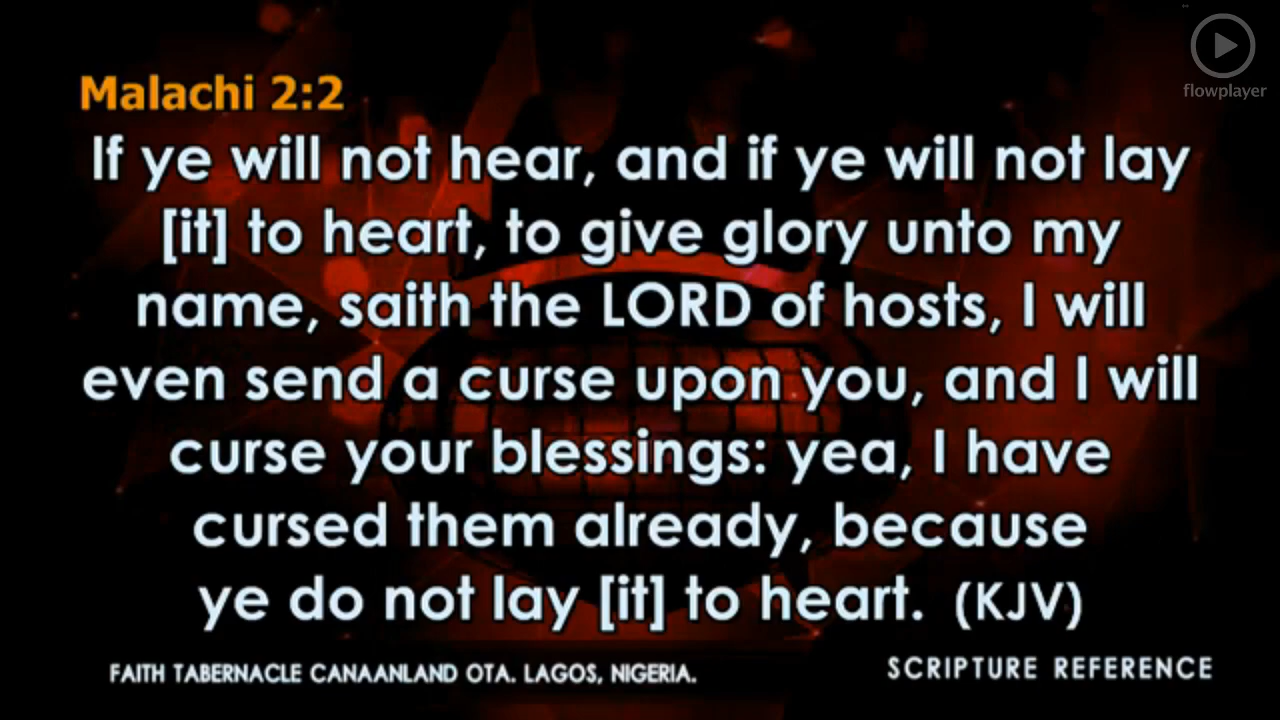 flowplayer
Malachi 2:2
If ye will not hear, and if ye will not lay
[it] to heart, to give glory unto my
name, saith the LORD of hosts, I will
even send a curse upon you, and I will
curse your blessings: yea, I have
cursed them already, because
ye do not lay [it] to heart. (KJV)
FAITH TABERNACLE CANAANLAND OTA. LAGOS, NIGERIA.
SCRIPTURE REFERENCE